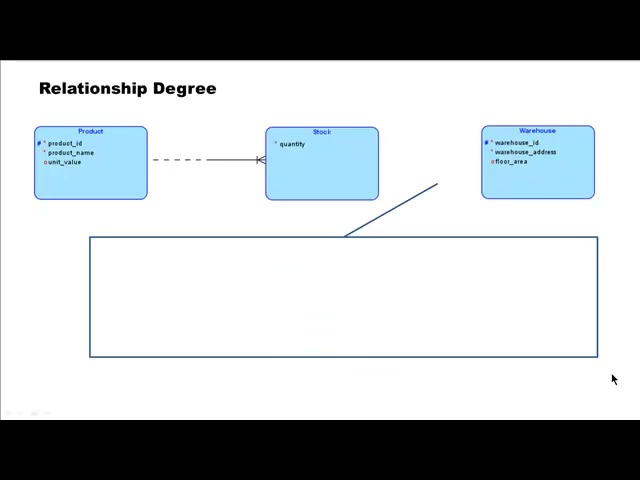 Relationship Degree
Product
# * product_id
* product_name
o unit_value
Stock
* quantity
Warehouse
# * warehouse_id
* warehouse_address
o floor_area